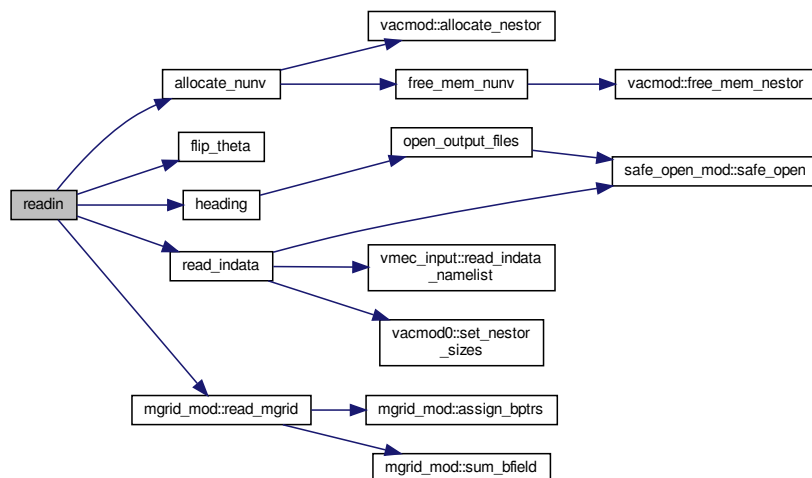 vacmod::allocate_nestor
allocate_nunv
free_mem_nunv
vacmod::free_mem_nestor
flip_theta
open_output_files
safe_open_mod::safe_open
readin
heading
read_indata
vmec_input::read_indata
_namelist
vacmod0::set_nestor
_sizes
mgrid_mod::read_mgrid
mgrid_mod::assign_bptrs
mgrid_mod::sum_bfield